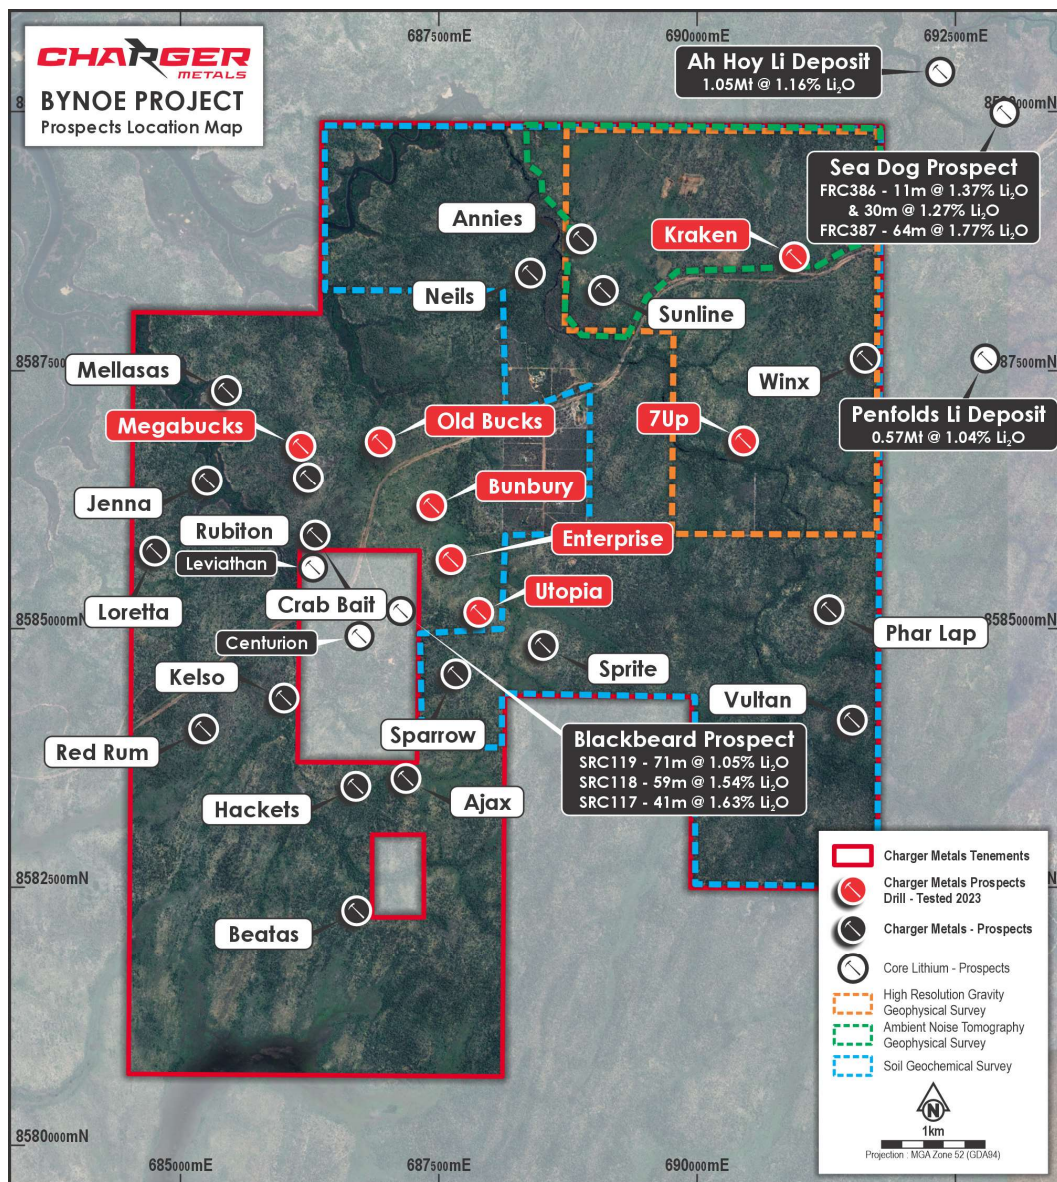 CHARGER
METALS
BYNOE PROJECT
Prospects Location Map
687500mE
690000mE
692500mE
Ah Hoy Li Deposit
1.05Mt @ 1.16% Li₂O
000mN
Sea Dog Prospect
FRC386 - 11m @ 1.37% Li₂O
& 30m @ 1.27% Li₂O
FRC387 - 64m @ 1.77% Li₂O
Annies
Kraken
Neils
Sunline
8587500
Mellasas
Winx
87500mN
Megabucks
Old Bucks
7Up
Penfolds Li Deposit
0.57Mt @ 1.04% Li₂O
Jenna
Bunbury
Rubiton
Enterprise
Leviathan
Loretta
Crab Bait
Utopia
8585000mN
Centurion
Phar Lap
Kelso
Sprite
Vultan
Red Rum
Sparrow
Blackbeard Prospect
SRC119 - 71m @ 1.05% Li₂O
SRC118 - 59m @ 1.54% Li₂O
SRC117 - 41m @ 1.63% Li₂O
Hackets
Ajax
8582500mN
Beatas
Charger Metals Tenements
Charger Metals Prospects
Drill - Tested 2023
Charger Metals - Prospects
Core Lithium - Prospects
High Resolution Gravity
Geophysical Survey
Ambient Noise Tomography
Geophysical Survey
Soil Geochemical Survey
N
1km
Projection : MGA Zone 52 (GDA94)
8580000mN
685000mE
687500mE
690000mE